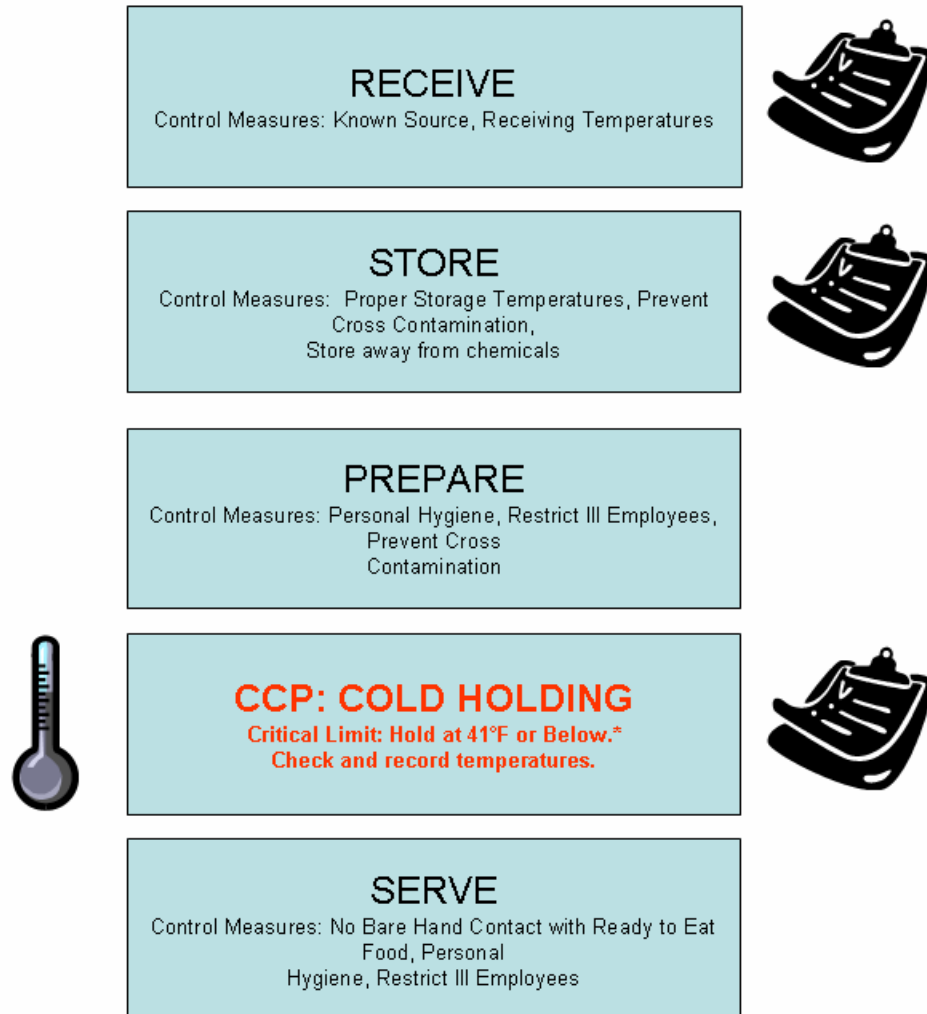 RECEIVE
Control Measures: Known Source, Receiving Temperatures
STORE
Control Measures: Proper Storage Temperatures, Prevent
Cross Contamination,
Store away from chemicals
PREPARE
Control Measures: Personal Hygiene, Restrict Ill Employees,
Prevent Cross
Contamination
CCP: COLD HOLDING
Critical Limit: Hold at 41°F or Below.*
Check and record temperatures.
SERVE
Control Measures: No Bare Hand Contact with Ready to Eat
Food, Personal
Hygiene, Restrict Ill Employees